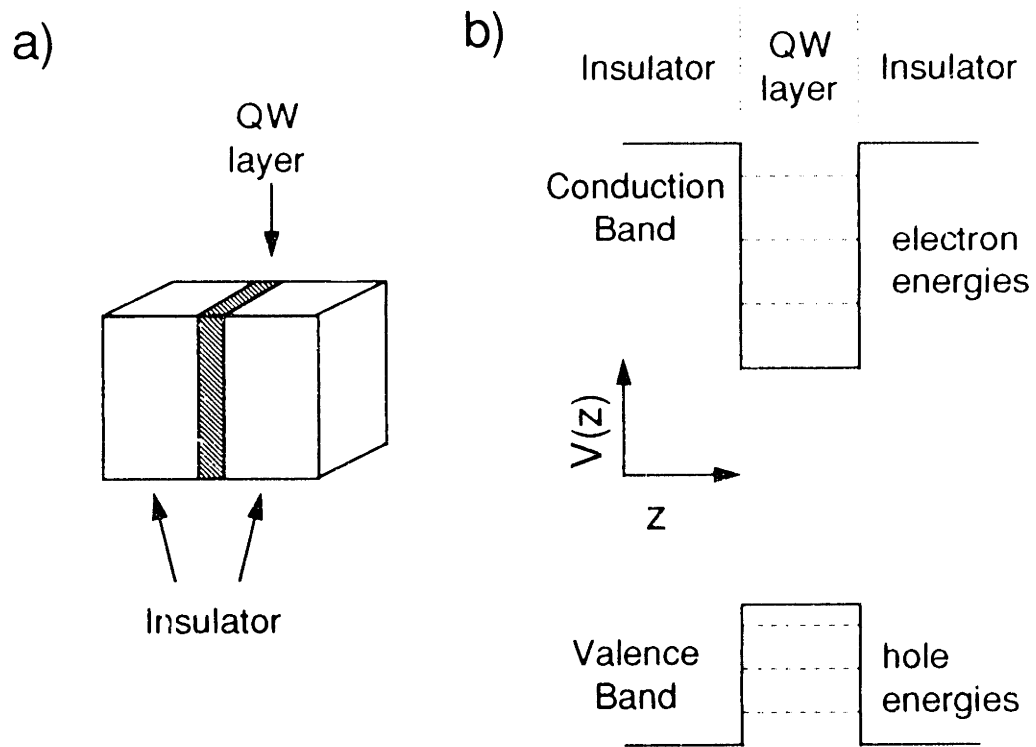 a)
QW
layer
Insulator
b)
Insulator
QW
layer
Insulator
Conduction
Band
electron
energies
V(z)
z
Valence
Band
hole
energies